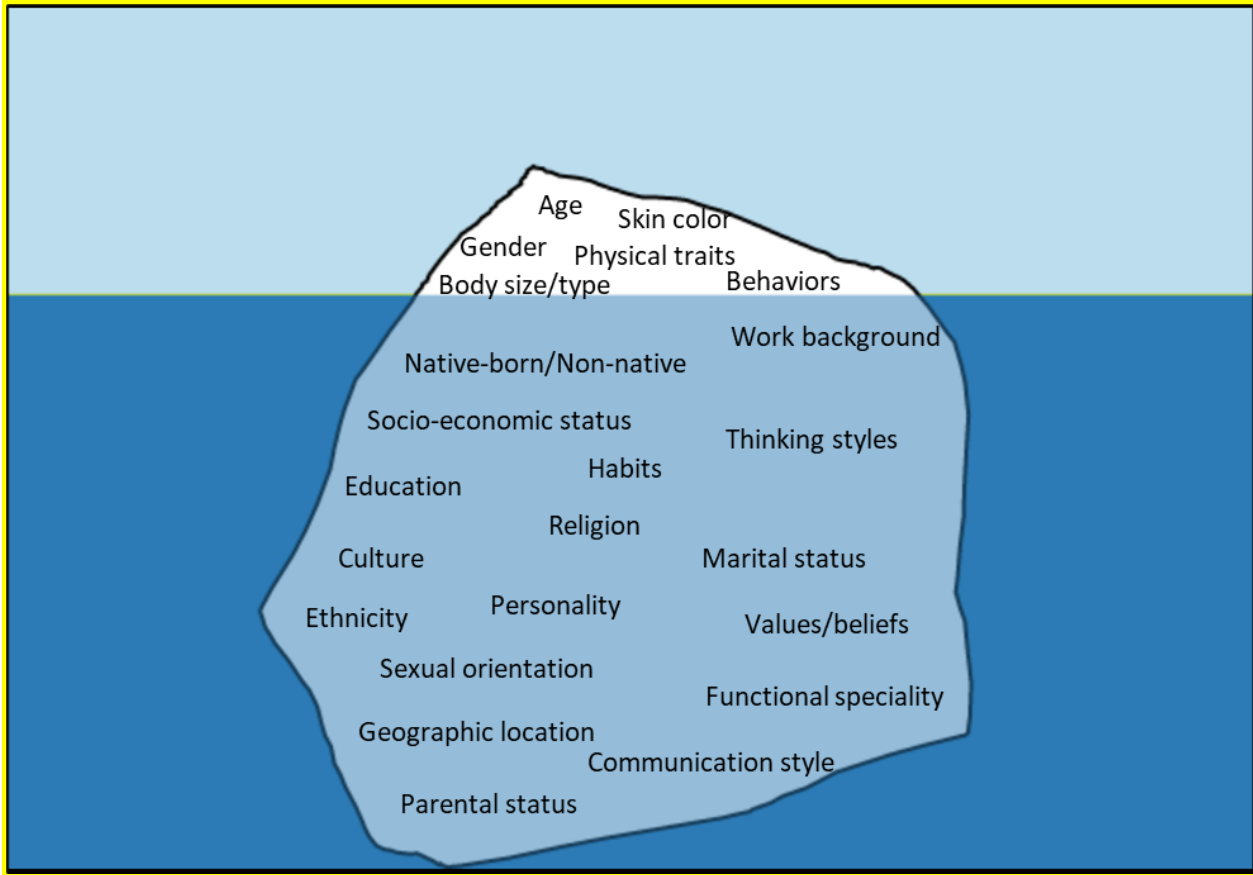 Age
Skin color
Gender
Physical traits
Body size/type
Behaviors
Work background
Native-born/Non-native
Socio-economic status
Thinking styles
Habits
Education
Religion
Culture
Marital status
Personality
Ethnicity
Values/beliefs
Sexual orientation
Functional speciality
Geographic location
Communication style
Parental status